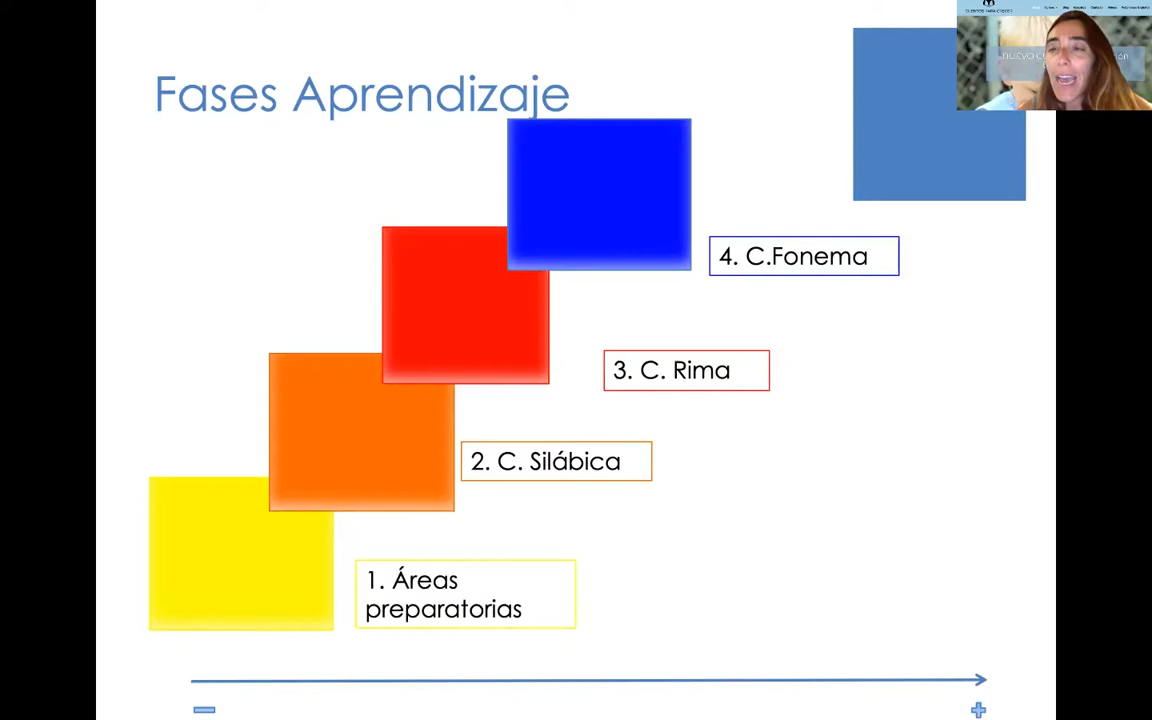 Fases Aprendizaje
4. C.Fonema
3. C. Rima
2. C. Silábica
1. Áreas
preparatorias